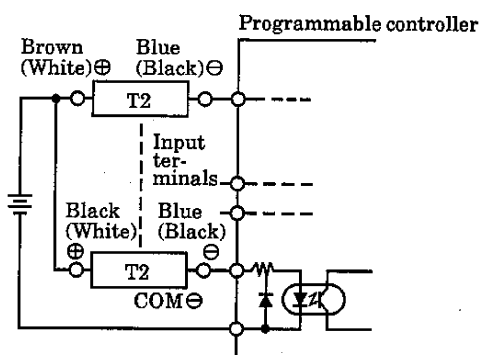 Programmable controller
Brown
(White)⊕
Blue
(Black)⊖
T2
Input
ter-
minals
Black
(White)
⊕
Blue
(Black)
⊖
T2
COM⊖